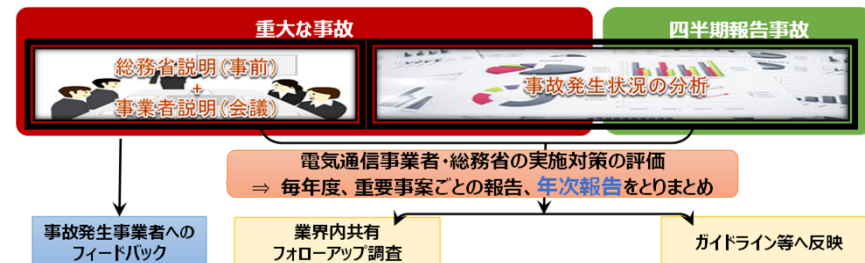 重大な事故
四半期報告事故
総務省説明(事前)
+
事業者説明(会議)
事故発生状況の分析
電気通信事業者・総務省の実施対策の評価
⇒ 毎年度、重要事案ごとの報告、年次報告をとりまとめ
事故発生事業者への
フィードバック
業界内共有
フォローアップ調査
ガイドライン等へ反映